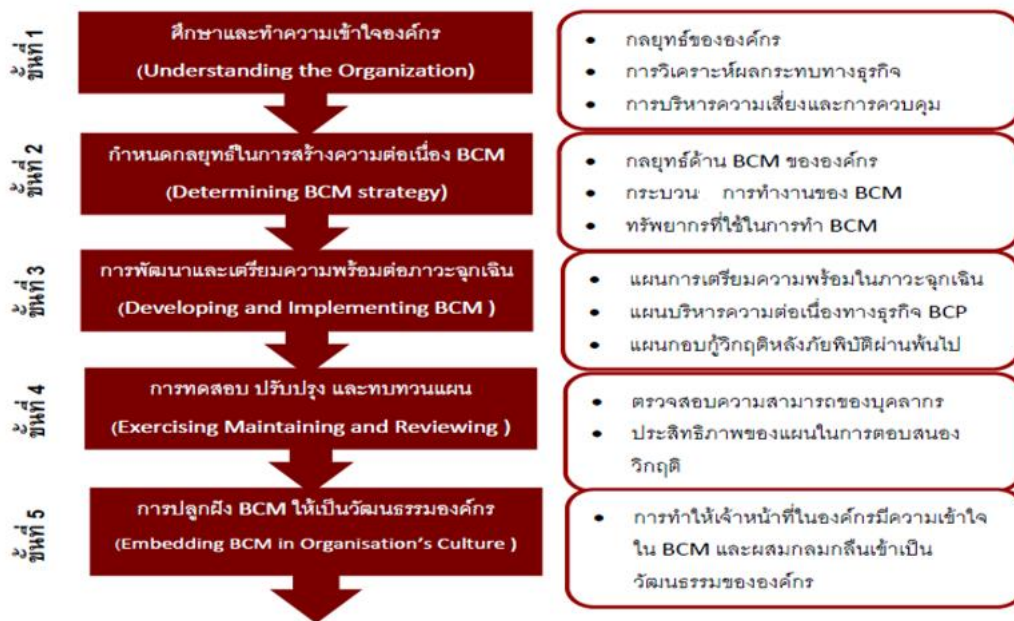 ขั้นที่ 1
ศึกษาและทำความเข้าใจองค์กร
(Understanding the Organization)
• กลยุทธ์ขององค์กร
• การวิเคราะห์ผลกระทบทางธุรกิจ
• การบริหารความเสี่ยงและการควบคุม
ขั้นที่ 2
กำหนดกลยุทธ์ในการสร้างความต่อเนื่อง BCM
(Determining BCM strategy)
• กลยุทธ์ด้าน BCM ขององค์กร
• กระบวน การทำงานของ BCM
• ทรัพยากรที่ใช้ในการทำ BCM
ขั้นที่ 3
การพัฒนาและเตรียมความพร้อมต่อภาวะฉุกเฉิน
(Developing and Implementing BCM )
• แผนการเตรียมความพร้อมในภาวะฉุกเฉิน
• แผนบริหารความต่อเนื่องทางธุรกิจ BCP
• แผนกอบกู้วิกฤติหลังภัยพิบัติผ่านพ้นไป
ขั้นที่ 4
การทดสอบ ปรับปรุง และทบทวนแผน
(Exercising Maintaining and Reviewing )
• ตรวจสอบความสามารถของบุคลากร
• ประสิทธิภาพของแผนในการตอบสนอง
วิกฤติ
ขั้นที่ 5
การปลูกฝัง BCM ให้เป็นวัฒนธรรมองค์กร
(Embedding BCM in Organisation's Culture )
• การทำให้เจ้าหน้าที่ในองค์กรมีความเข้าใจ
ใน BCM และผสมกลมกลืนเข้าเป็น
วัฒนธรรมขององค์กร